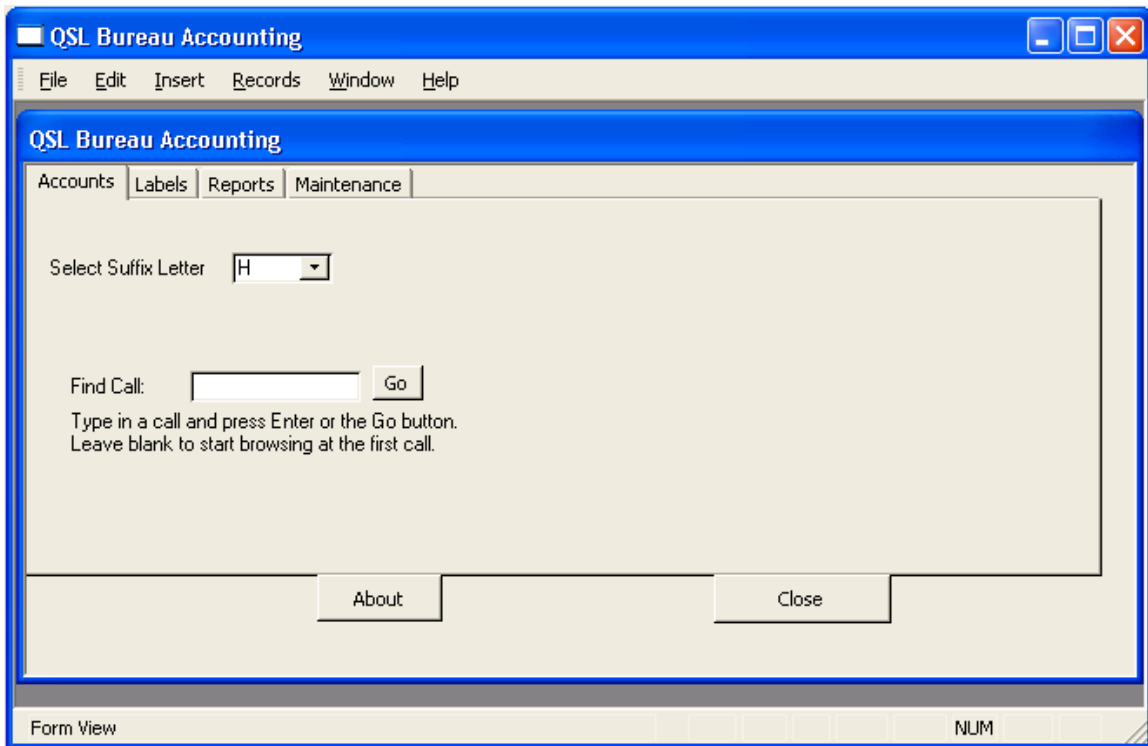 QSL Bureau Accounting
File Edit Insert Records Window Help
QSL Bureau Accounting
Accounts Labels Reports Maintenance
Select Suffix Letter H
Find Call: Go
Type in a call and press Enter or the Go button.
Leave blank to start browsing at the first call.
About Close
Form View NUM